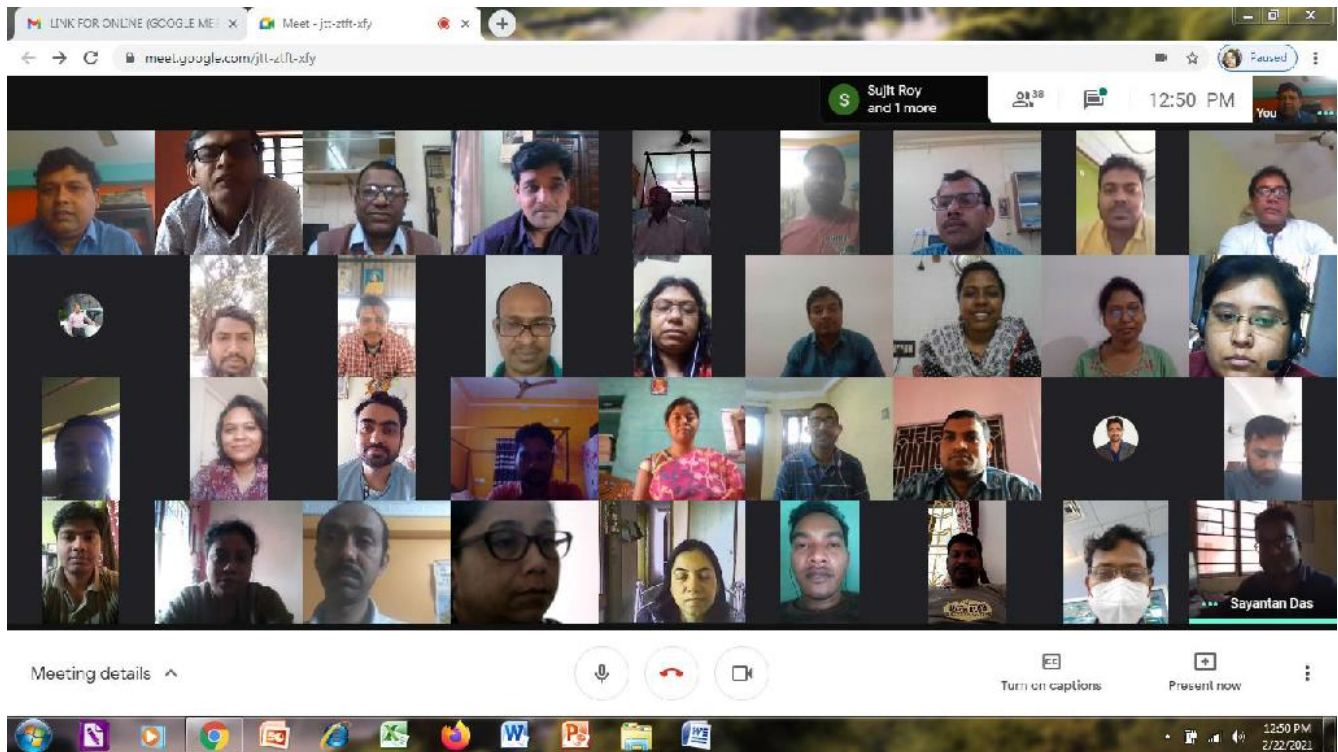 LINK FOR ONLINE (GOOGLE MEE
Meet - jtt-ztft-xfy
meet.google.com/jtt-ztft-xfy
Paused
S
Sujit Roy
and 1 more
38
12:50 PM
You
Sayantan Das
Meeting details
Turn on captions
Present now
12:50 PM
2/22/2021